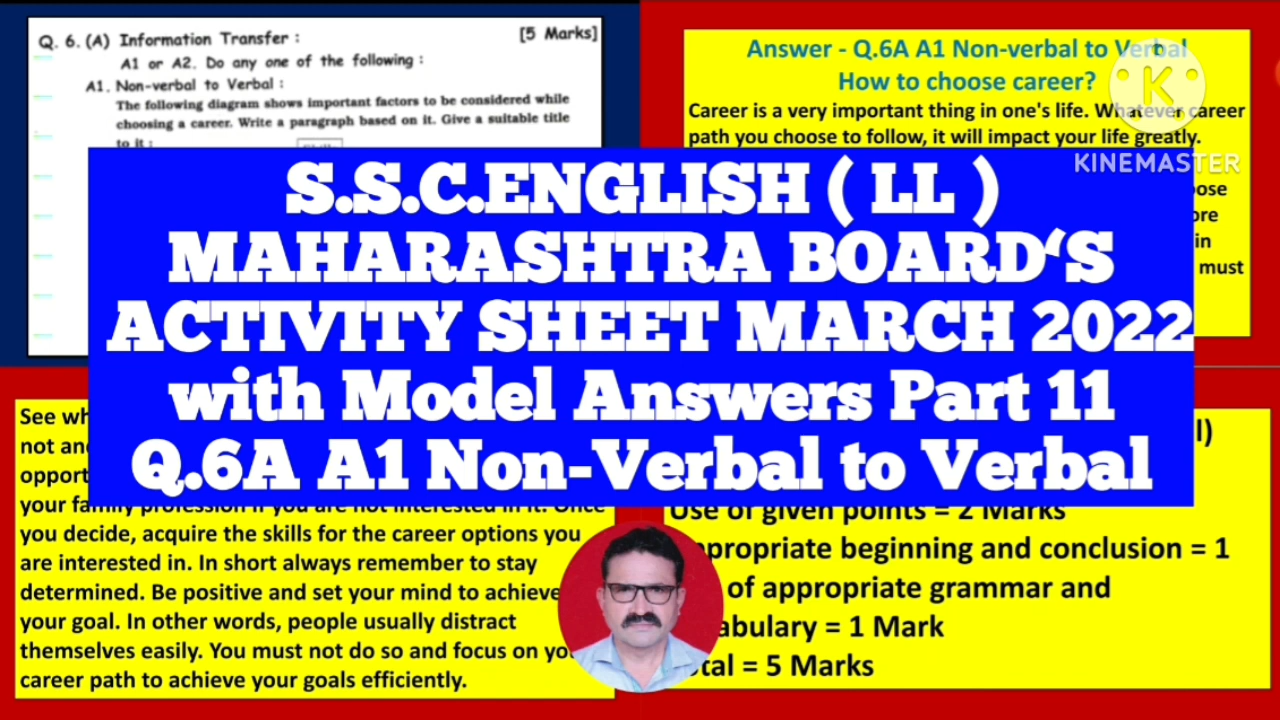 Q. 6. (A) Information Transfer : [5 Marks]
A1 or A2. Do any one of the following :
A1. Non-verbal to Verbal :
The following diagram shows important factors to be considered while
choosing a career. Write a paragraph based on it. Give a suitable title
to it :
Answer - Q.6A A1 Non-verbal to Verbal
How to choose career?
Career is a very important thing in one's life. Whatever career
path you choose to follow, it will impact your life greatly.
in
must
K
KINEMASTER
S.S.C.ENGLISH ( LL )
MAHARASHTRA BOARD‘S
ACTIVITY SHEET MARCH 2022
with Model Answers Part 11
Q.6A A1 Non-Verbal to Verbal
See
not
your family profession if you are not interested in it. Once
you decide, acquire the skills for the career options you
are interested in. In short always remember to stay
determined. Be positive and set your mind to achieve
your goal. In other words, people usually distract
themselves easily. You must not do so and focus on
career path to achieve your goals efficiently.
Use of given points = 2 Marks
appropriate beginning and conclusion = 1
of appropriate grammar and
= 1 Mark
= 5 Marks